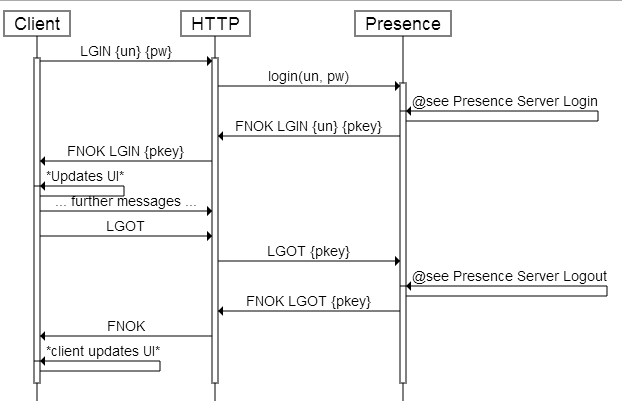 Client HTTP Presence
LGIN {un} {pw}
login(un, pw)
@see Presence Server Login
FNOK LGIN {un} {pkey}
FNOK LGIN {pkey}
*Updates UI*
... further messages ...
LGOT
LGOT {pkey}
@see Presence Server Logout
FNOK LGOT {pkey}
FNOK
*client updates UI*